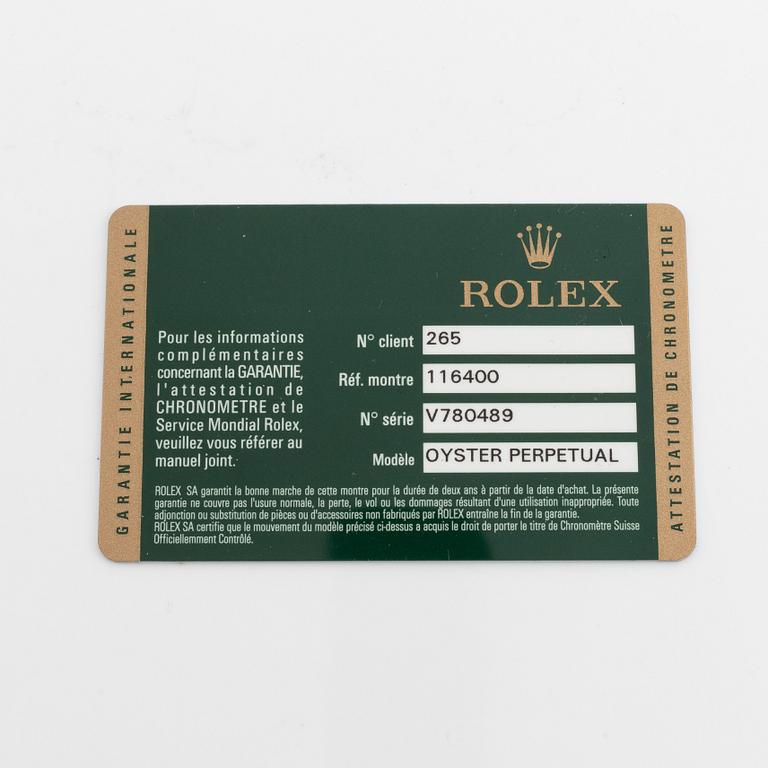 GARANTIE INTERNATIONALE
ROLEX
Pour les informations
complémentaires
concernant la GARANTIE,
l'attestation de
CHRONOMETRE et le
Service Mondial Rolex,
veuillez vous référer au
manuel joint.
N° client 265
Réf. montre 116400
N° série V780489
Modèle OYSTER PERPETUAL
ROLEX SA garantit la bonne marche de cette montre pour la durée de deux ans à partir de la date d'achat. La présente
garantie ne couvre pas l'usure normale, la perte, le vol ou les dommages résultant d'une utilisation inappropriée. Toute
adjonction ou substitution de pièces ou d'accessoires non fabriqués par ROLEX entraîne la fin de la garantie.
ROLEX SA certifie que le mouvement du modèle précisé ci-dessus a acquis le droit de porter le titre de Chronomètre Suisse
Officiellemment Contrôlé.
ATTESTATION DE CHRONOMETRE